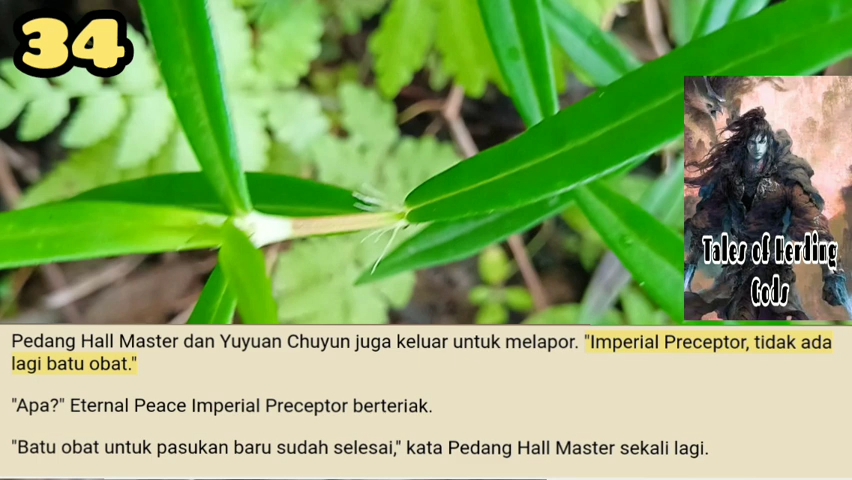 34
Tales of Herding
Gods
Pedang Hall Master dan Yuyuan Chuyun juga keluar untuk melapor. "Imperial Preceptor, tidak ada
lagi batu obat."
"Apa?" Eternal Peace Imperial Preceptor berteriak.
"Batu obat untuk pasukan baru sudah selesai," kata Pedang Hall Master sekali lagi.